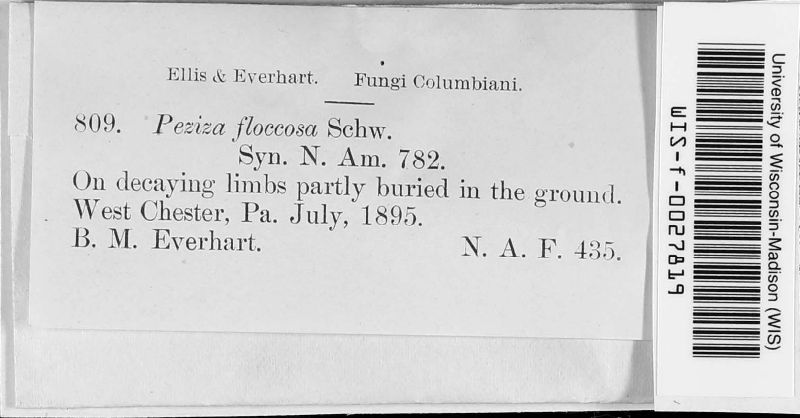 Ellis & Everhart. Fungi Columbiani.
809. Peziza floccosa Schw.
Syn. N. Am. 782.
On decaying limbs partly buried in the ground.
West Chester, Pa. July, 1895.
B. M. Everhart. N. A. F. 435.
University of Wisconsin-Madison (WIS)
WIS-f-0027819